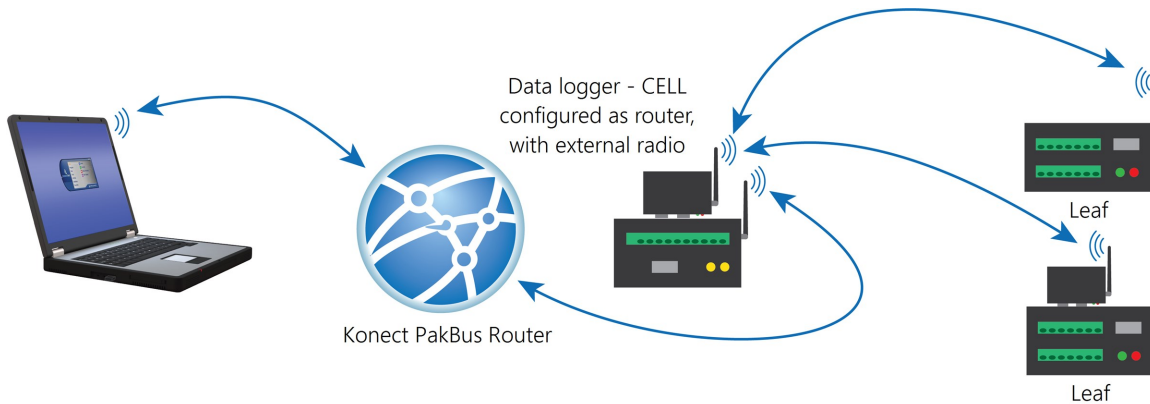 Data logger - CELL
configured as router,
with external radio
Konect PakBus Router
Leaf
Leaf